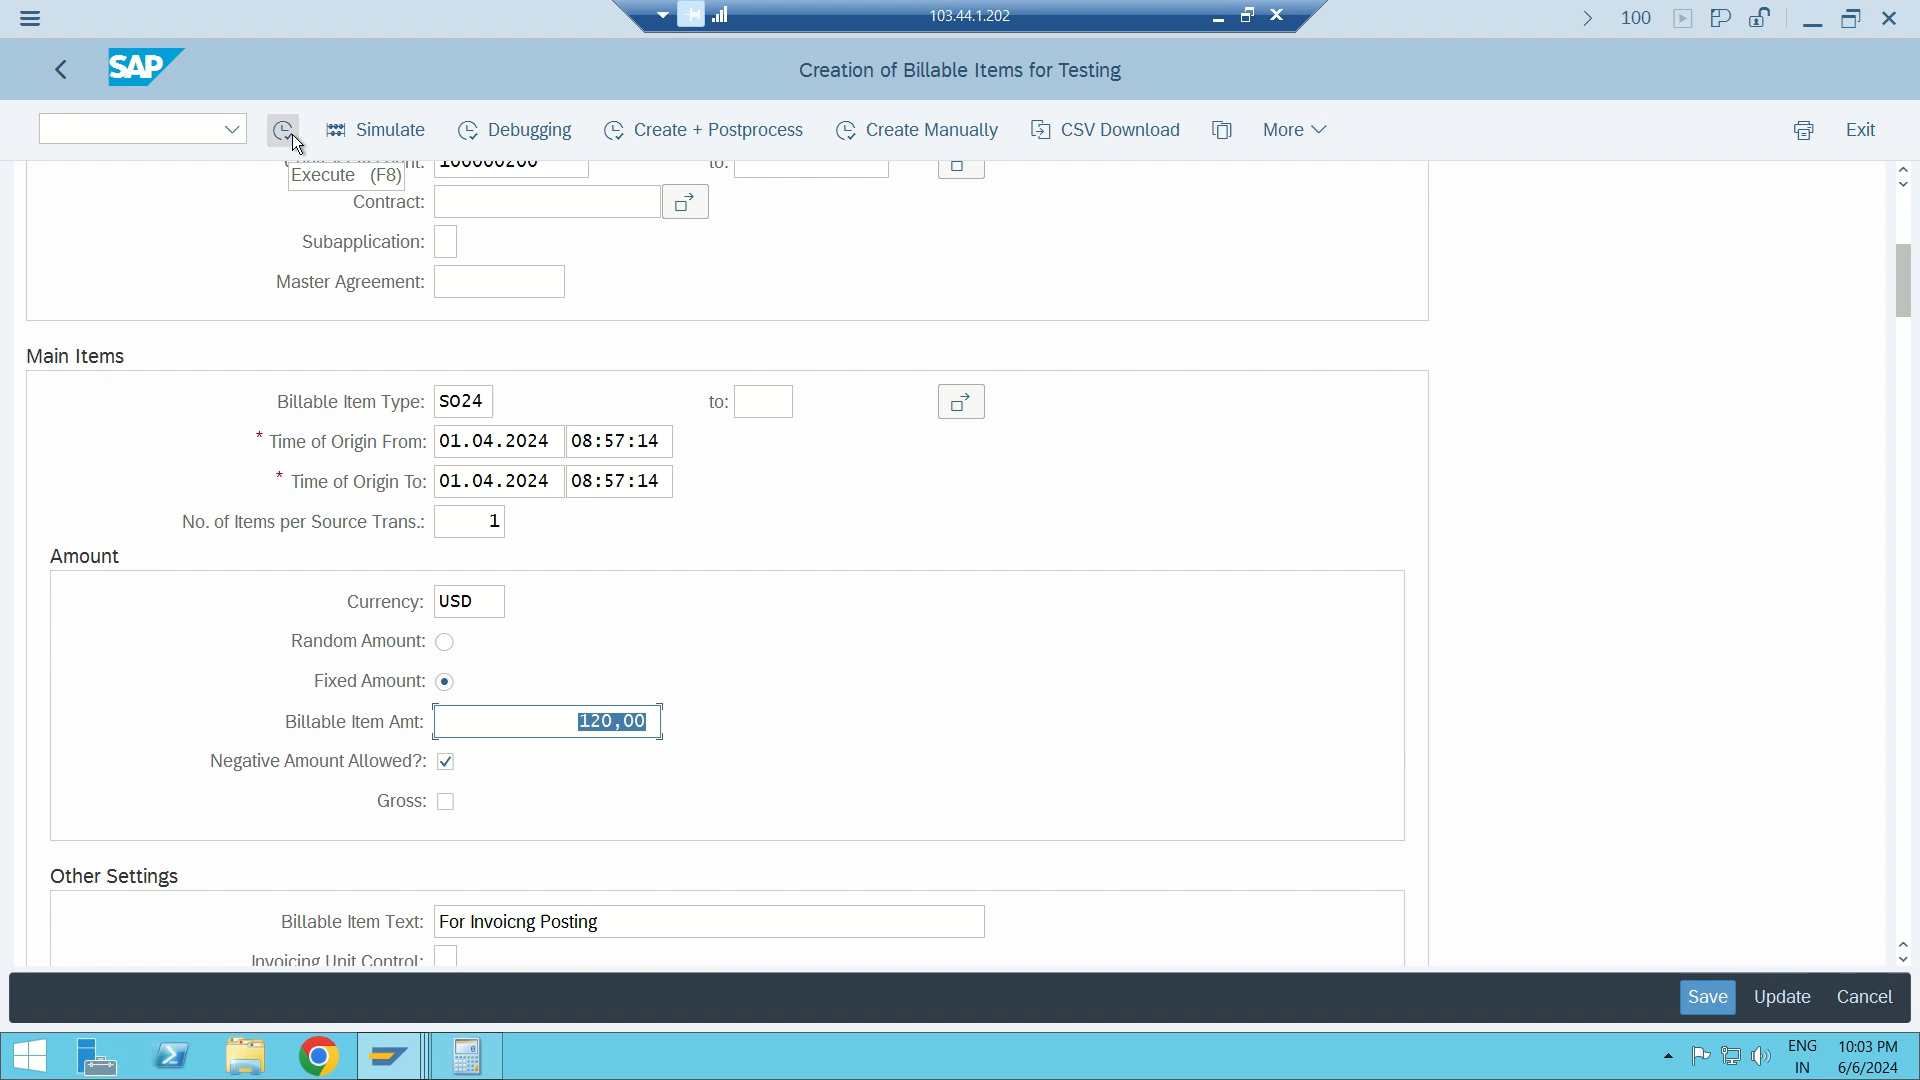 103.44.1.202
100
SAP
Creation of Billable Items for Testing
Simulate
Debugging
Create + Postprocess
Create Manually
CSV Download
More
Exit
100000200
to:
Execute (F8)
Contract:
Subapplication:
Master Agreement:
Main Items
Billable Item Type: SO24 to:
* Time of Origin From: 01.04.2024 08:57:14
* Time of Origin To: 01.04.2024 08:57:14
No. of Items per Source Trans.: 1
Amount
Currency: USD
Random Amount:
Fixed Amount:
Billable Item Amt: 120,00
Negative Amount Allowed?:
Gross:
Other Settings
Billable Item Text: For Invoicng Posting
Invoicing Unit Control:
Save Update Cancel
ENG 10:03 PM
IN 6/6/2024